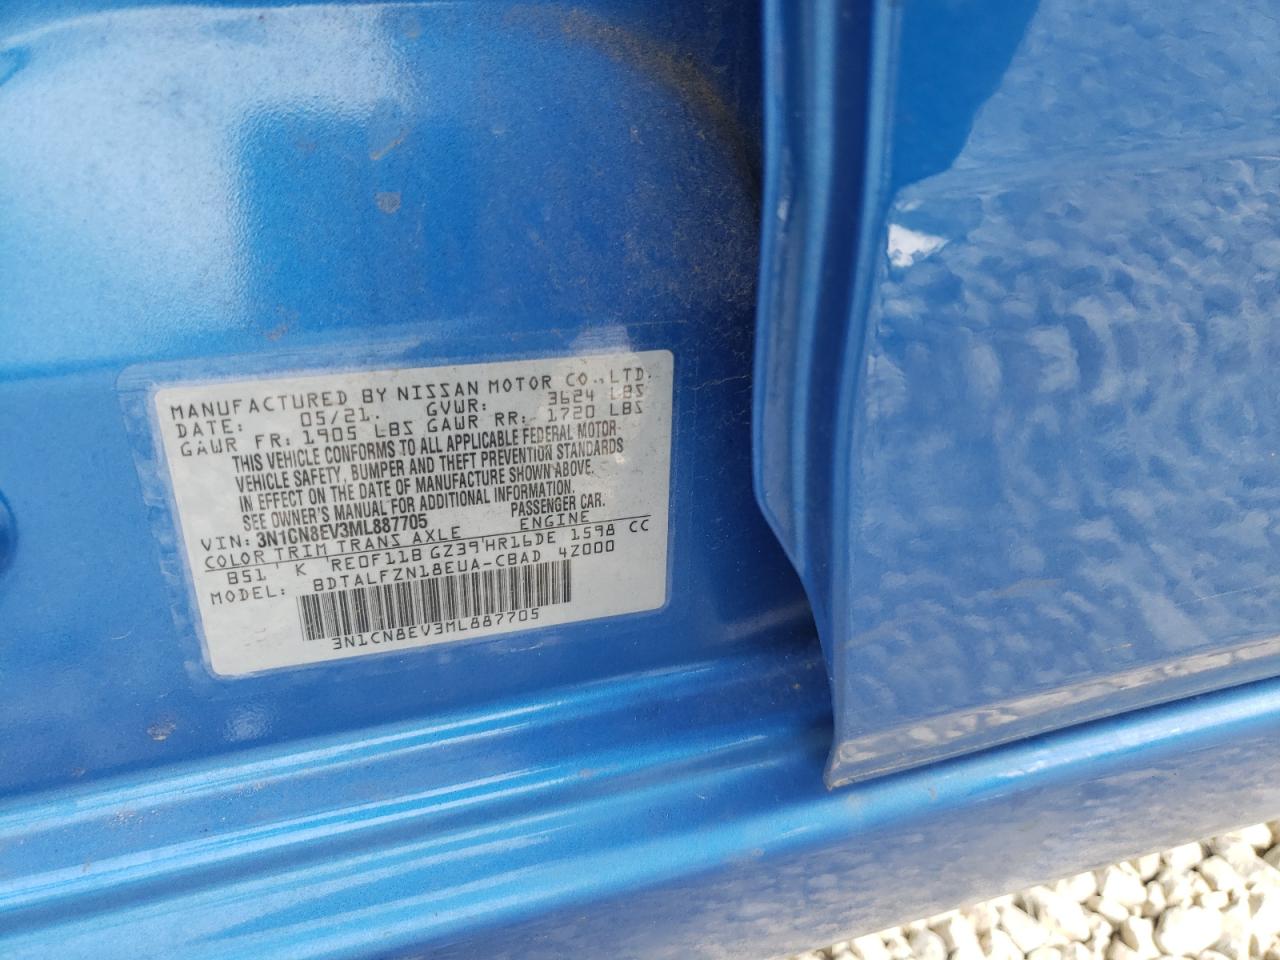 MANUFACTURED BY NISSAN MOTOR CO., LTD.
DATE: 05/21. GVWR: 3624 LBS
GAWR FR: 1905 LBS GAWR RR: 1720 LBS
THIS VEHICLE CONFORMS TO ALL APPLICABLE FEDERAL MOTOR-
VEHICLE SAFETY, BUMPER AND THEFT PREVENTION STANDARDS
IN EFFECT ON THE DATE OF MANUFACTURE SHOWN ABOVE.
SEE OWNER'S MANUAL FOR ADDITIONAL INFORMATION.
VIN: 3N1CN8EV3ML887705 PASSENGER CAR.
COLOR TRIM TRANS AXLE ENGINE
B51 K RE0F11B GZ39 HR16DE 1598 CC
MODEL: BDTALFZN18EUA-CBAD 4Z000
3N1CN8EV3ML887705